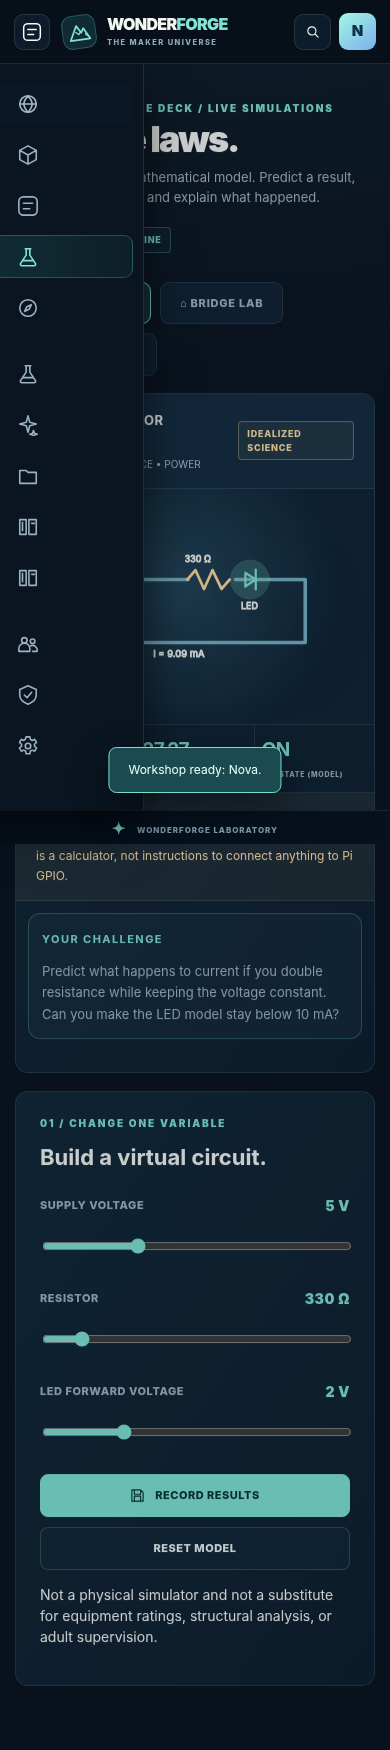 WONDERFORGE
THE MAKER UNIVERSE
N
E DECK / LIVE SIMULATIONS
laws.
mathematical model. Predict a result,
and explain what happened.
INE
BRIDGE LAB
OR
CE • POWER
IDEALIZED
SCIENCE
330 Ω
LED
I = 9.09 mA
27.27
ON
STATE (MODEL)
Workshop ready: Nova.
WONDERFORGE LABORATORY
is a calculator, not instructions to connect anything to Pi
GPIO.
YOUR CHALLENGE
Predict what happens to current if you double
resistance while keeping the voltage constant.
Can you make the LED model stay below 10 mA?
01 / CHANGE ONE VARIABLE
Build a virtual circuit.
SUPPLY VOLTAGE 5 V
RESISTOR 330 Ω
LED FORWARD VOLTAGE 2 V
RECORD RESULTS
RESET MODEL
Not a physical simulator and not a substitute
for equipment ratings, structural analysis, or
adult supervision.